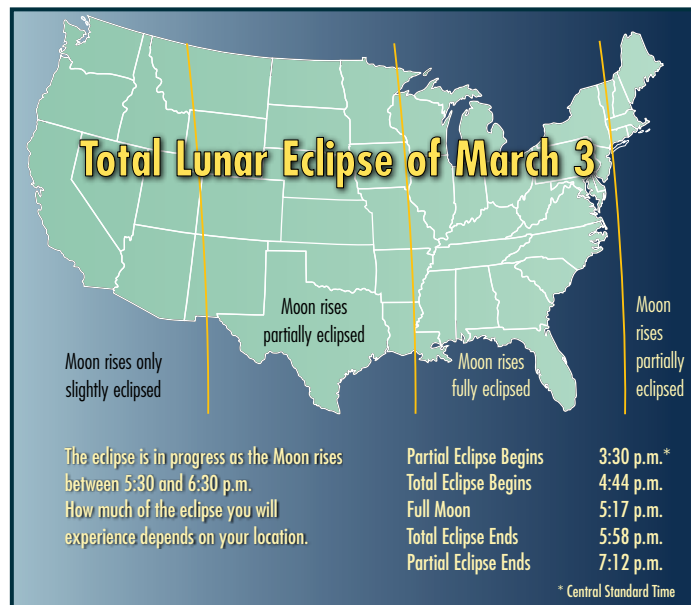 Total Lunar Eclipse of March 3
Moon rises
partially eclipsed
Moon rises only
slightly eclipsed
Moon rises
fully eclipsed
Moon
rises
partially
eclipsed
The eclipse is in progress as the Moon rises
between 5:30 and 6:30 p.m.
How much of the eclipse you will
experience depends on your location.
Partial Eclipse Begins 3:30 p.m.*
Total Eclipse Begins 4:44 p.m.
Full Moon 5:17 p.m.
Total Eclipse Ends 5:58 p.m.
Partial Eclipse Ends 7:12 p.m.
* Central Standard Time